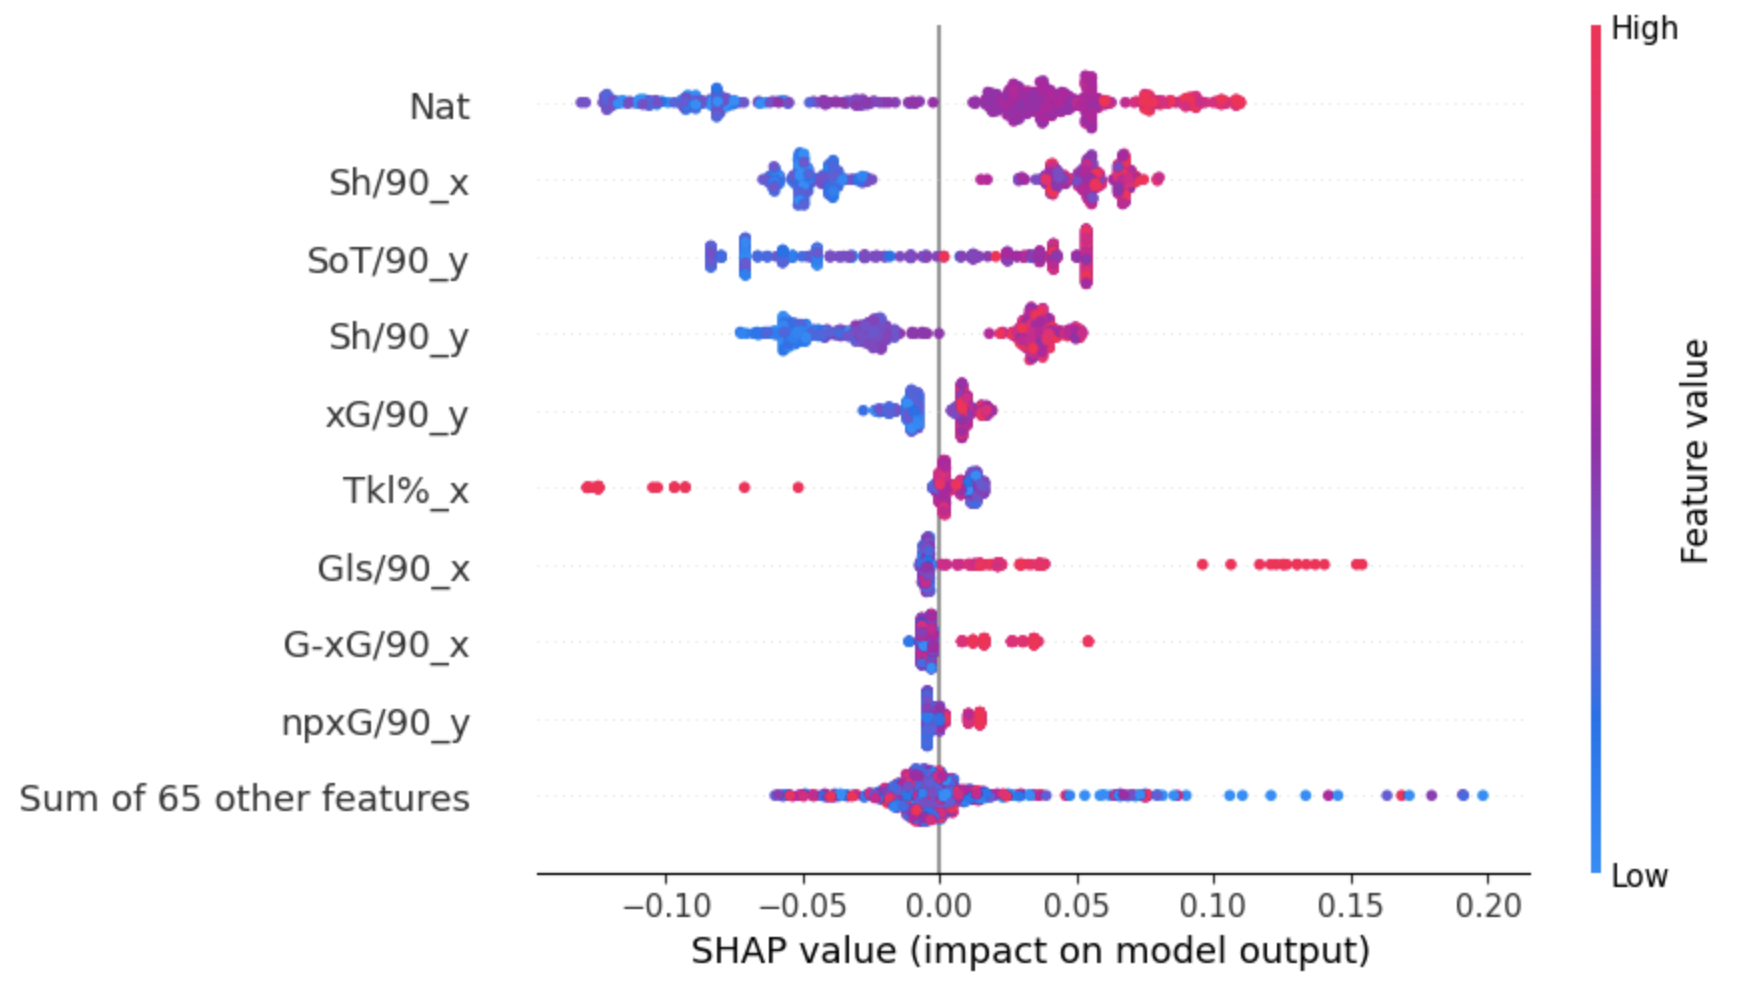 High
Nat
Sh/90_x
SoT/90_y
Sh/90_y
xG/90_y
Tkl%_x
Gls/90_x
G-xG/90_x
npxG/90_y
Sum of 65 other features
Feature value
Low
−0.10 −0.05 0.00 0.05 0.10 0.15 0.20
SHAP value (impact on model output)